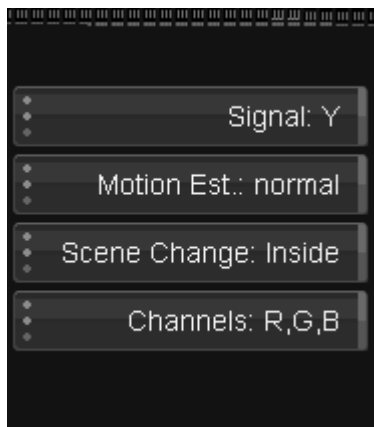 Signal: Y
Motion Est.: normal
Scene Change: Inside
Channels: R,G,B